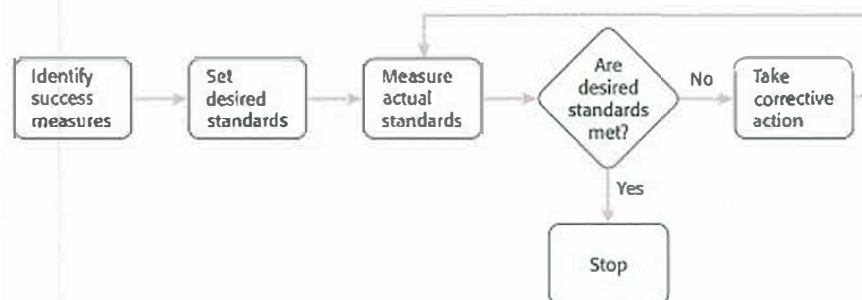 Identify
success
measures
Set
desired
standards
Measure
actual
standards
Are
desired
standards
met?
No
Take
corrective
action
Yes
Stop